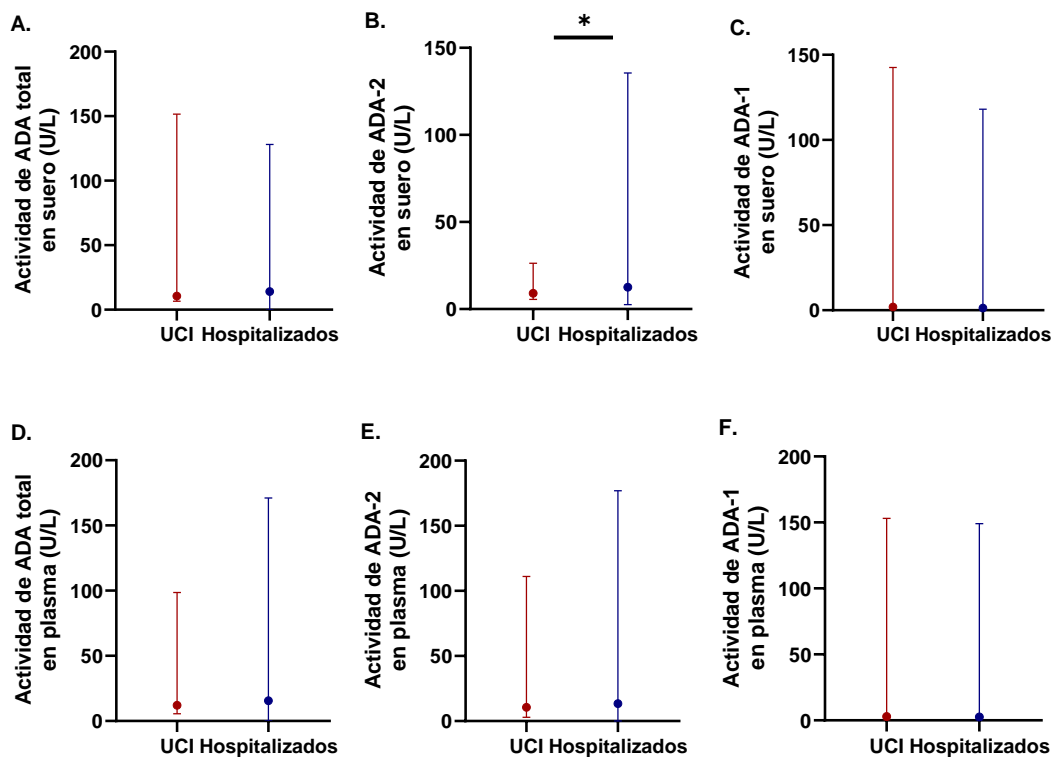 A.
Actividad de ADA total
en suero (U/L)
200
150
100
50
0
UCI Hospitalizados
B.
*
Actividad de ADA-2
en suero (U/L)
150
100
50
0
UCI Hospitalizados
C.
Actividad de ADA-1
en suero (U/L)
150
100
50
0
UCI Hospitalizados
D.
Actividad de ADA total
en plasma (U/L)
200
150
100
50
0
UCI Hospitalizados
E.
Actividad de ADA-2
en plasma (U/L)
200
150
100
50
0
UCI Hospitalizados
F.
Actividad de ADA-1
en plasma (U/L)
200
150
100
50
0
UCI Hospitalizados